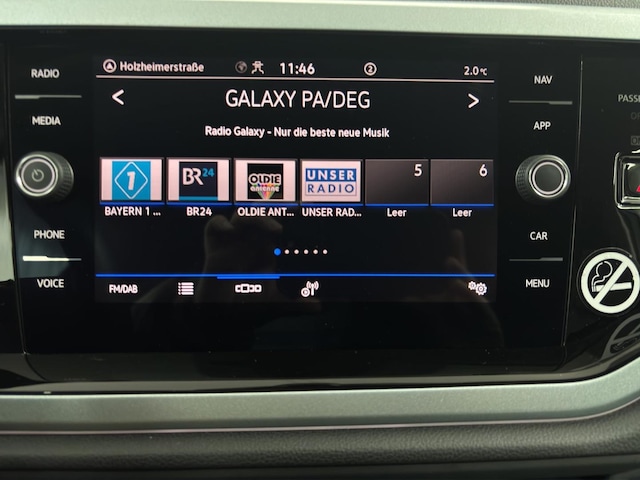 RADIO
MEDIA
PHONE
VOICE
Holzheimerstraße
11:46
2
2.0°C
GALAXY PA/DEG
Radio Galaxy - Nur die beste neue Musik
1
BR24
OLDIE
ANTENNE
UNSER
RADIO
5
6
BAYERN 1 ...
BR24
OLDIE ANT...
UNSER RAD...
Leer
Leer
FM/DAB
NAV
APP
CAR
MENU
PASSE